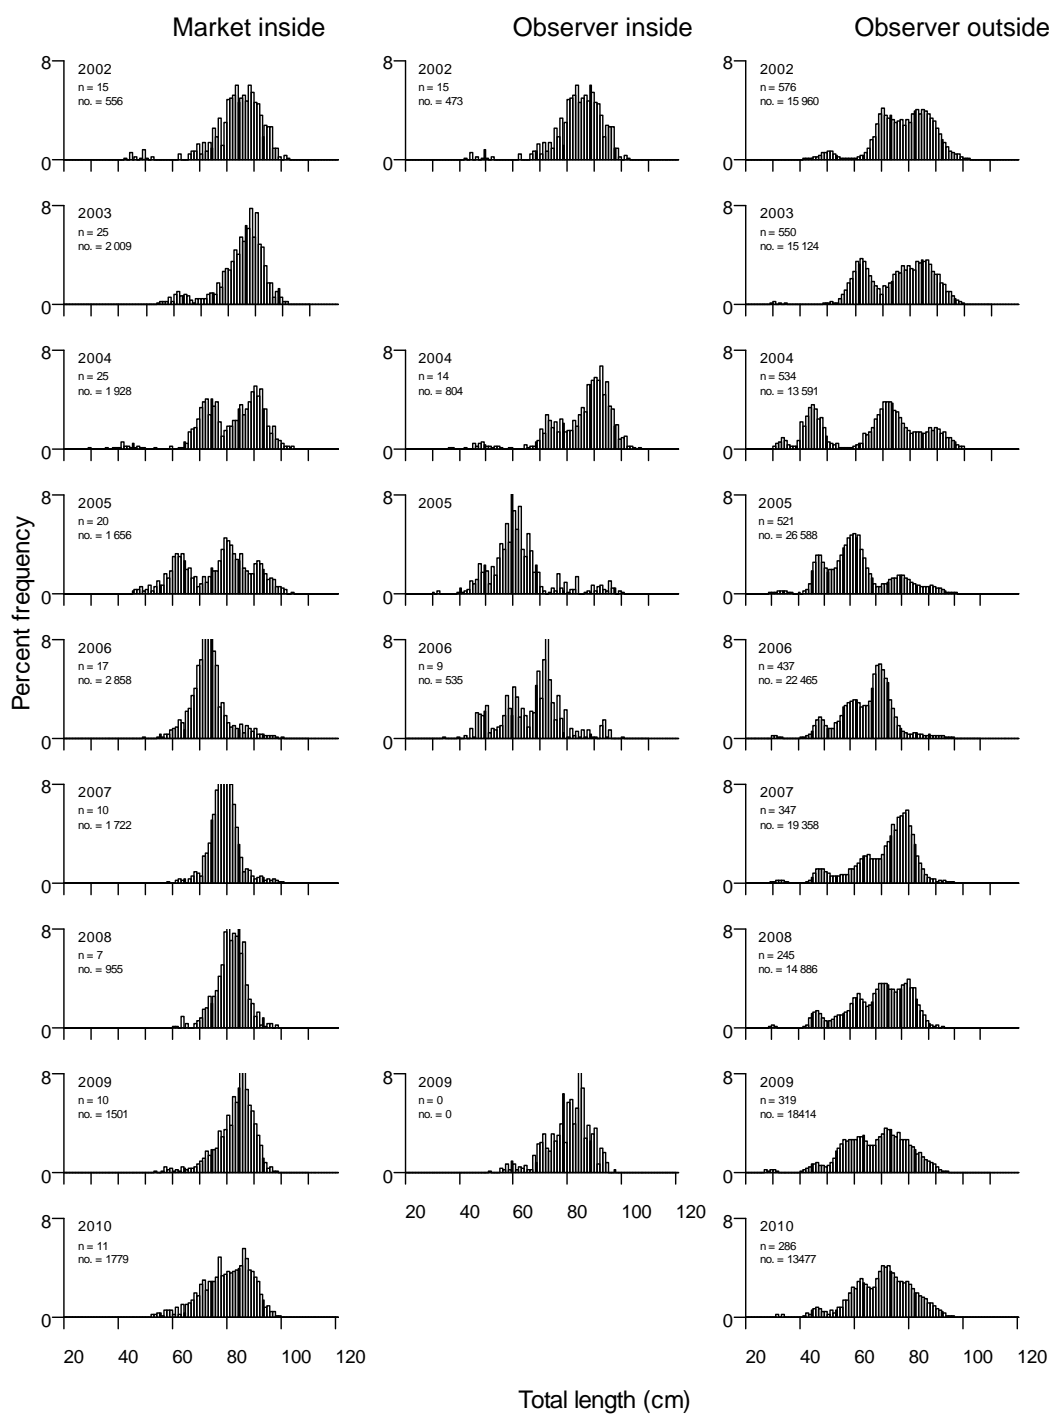 Market inside Observer inside Observer outside
8 2002 2002 8 2002
n = 15 n = 15 n = 576
no. = 556 no. = 473 no. = 15 960
0 0 0
8 2003 8 2003
n = 25 n = 550
no. = 2 009 no. = 15 124
0 0
8 2004 8 2004 8 2004
n = 25 n = 14 n = 534
no. = 1 928 no. = 804 no. = 13 591
0 0 0
Percent frequency
8 2005 8 2005 8 2005
n = 20 n = 521
no. = 1 656 no. = 26 588
0 0 0
8 2006 8 2006 8 2006
n = 17 n = 9 n = 437
no. = 2 858 no. = 535 no. = 22 465
0 0 0
8 2007 8 2007
n = 10 n = 347
no. = 1 722 no. = 19 358
0 0
8 2008 8 2008
n = 7 n = 245
no. = 955 no. = 14 886
0 0
8 2009 8 2009 8 2009
n = 10 n = 0 n = 319
no. = 1501 no. = 0 no. = 18414
0 0 0
20 40 60 80 100 120
8 2010 8 2010
n = 11 n = 286
no. = 1779 no. = 13477
0 0
20 40 60 80 100 120 20 40 60 80 100 120
Total length (cm)